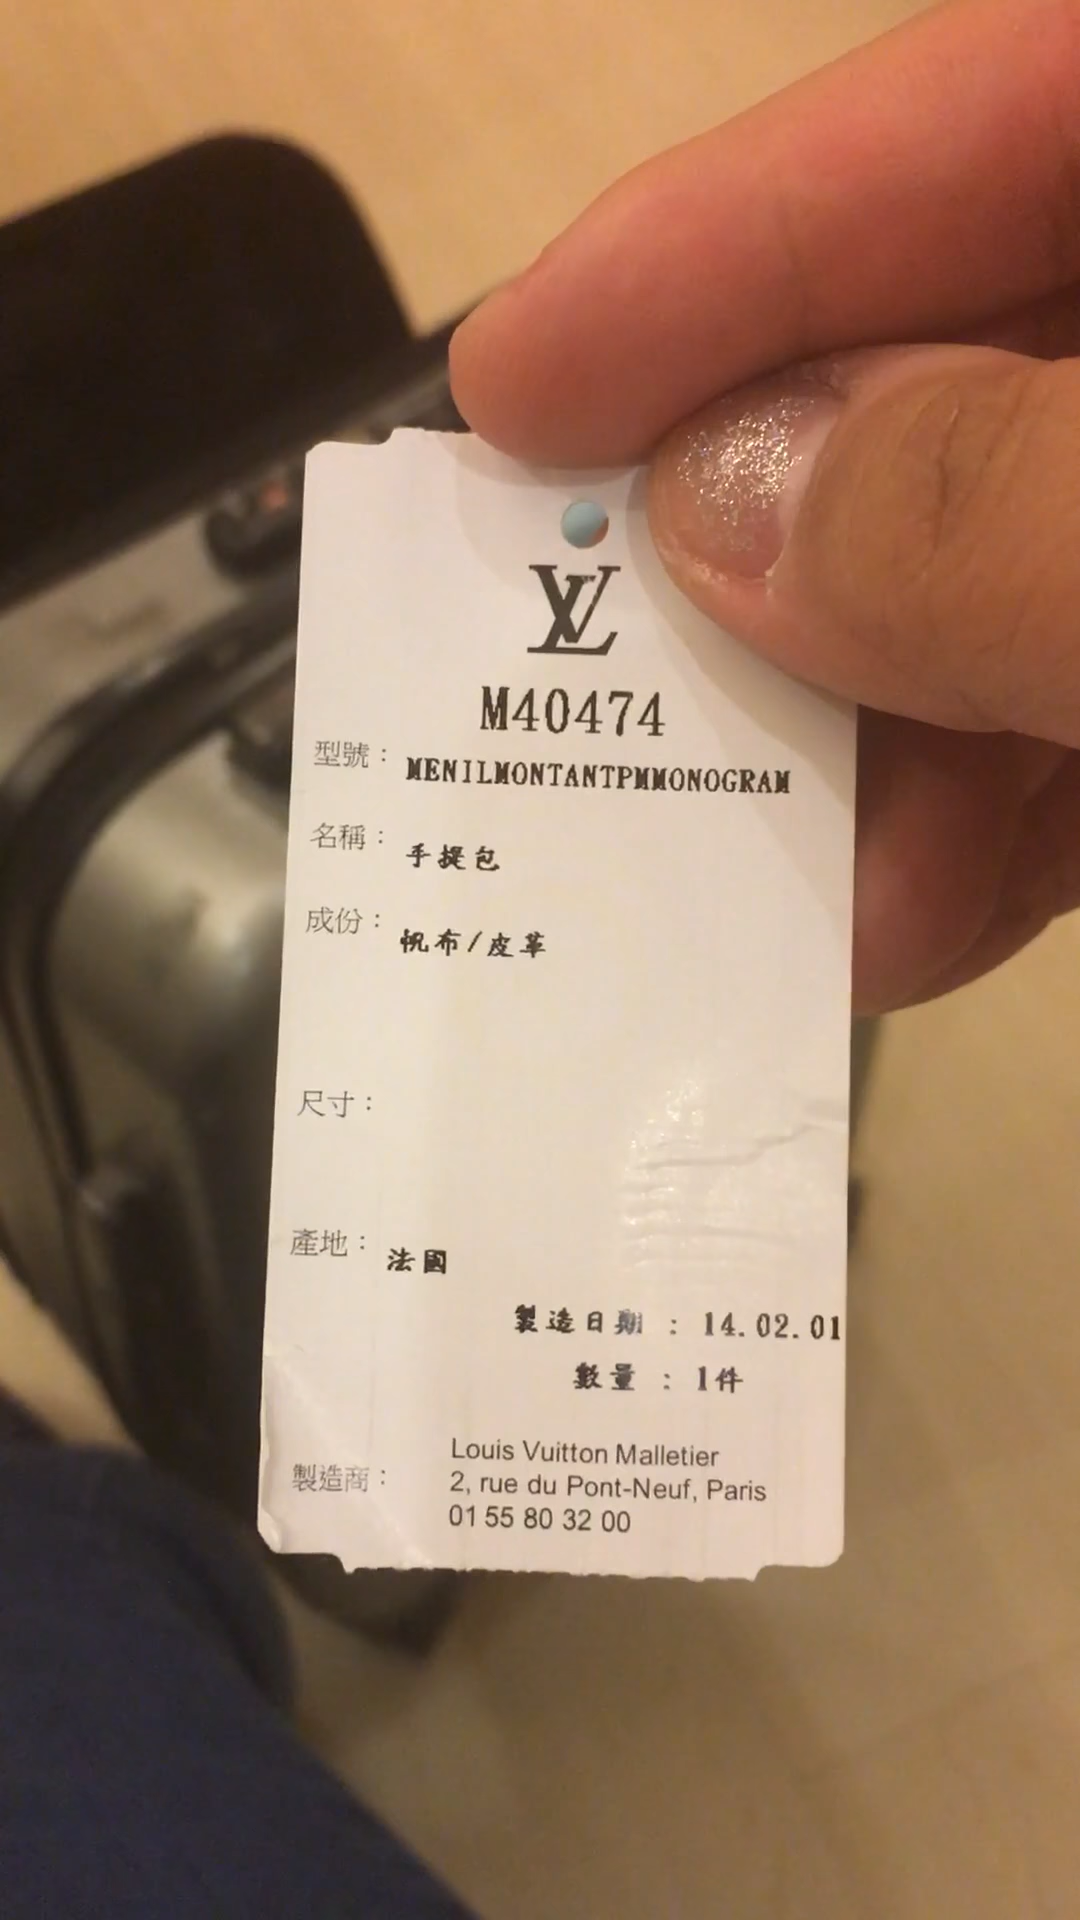 LV
M40474
型號： MENILMONTANTPMMONOGRAM
名稱： 手提包
成份： 帆布/皮革
尺寸：
產地： 法國
製造日期 : 14.02.01
數量 : 1件
製造商： Louis Vuitton Malletier
2, rue du Pont-Neuf, Paris
01 55 80 32 00